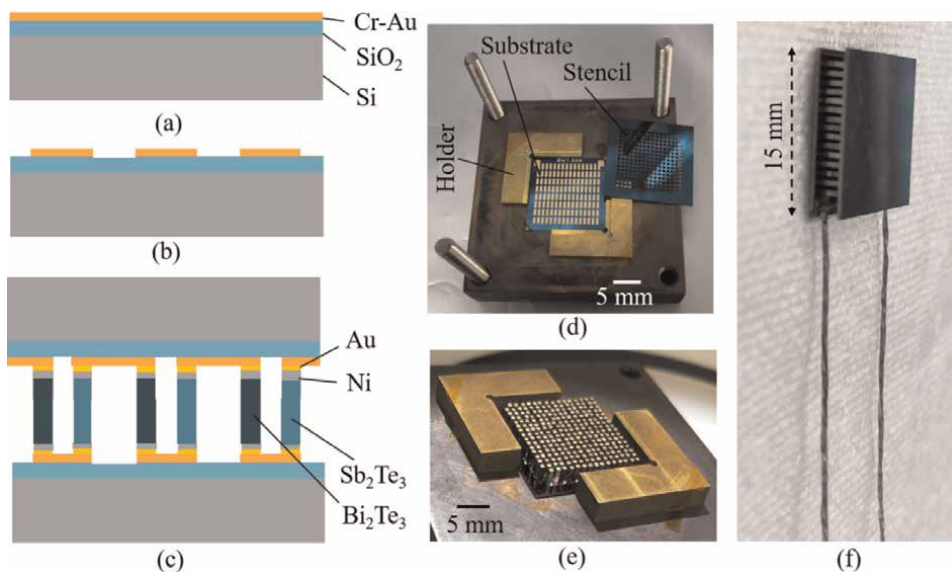 Cr-Au
SiO₂
Si
(a)
(b)
Au
Ni
Sb₂Te₃
Bi₂Te₃
(c)
Substrate
Stencil
Holder
5 mm
(d)
5 mm
(e)
15 mm
(f)